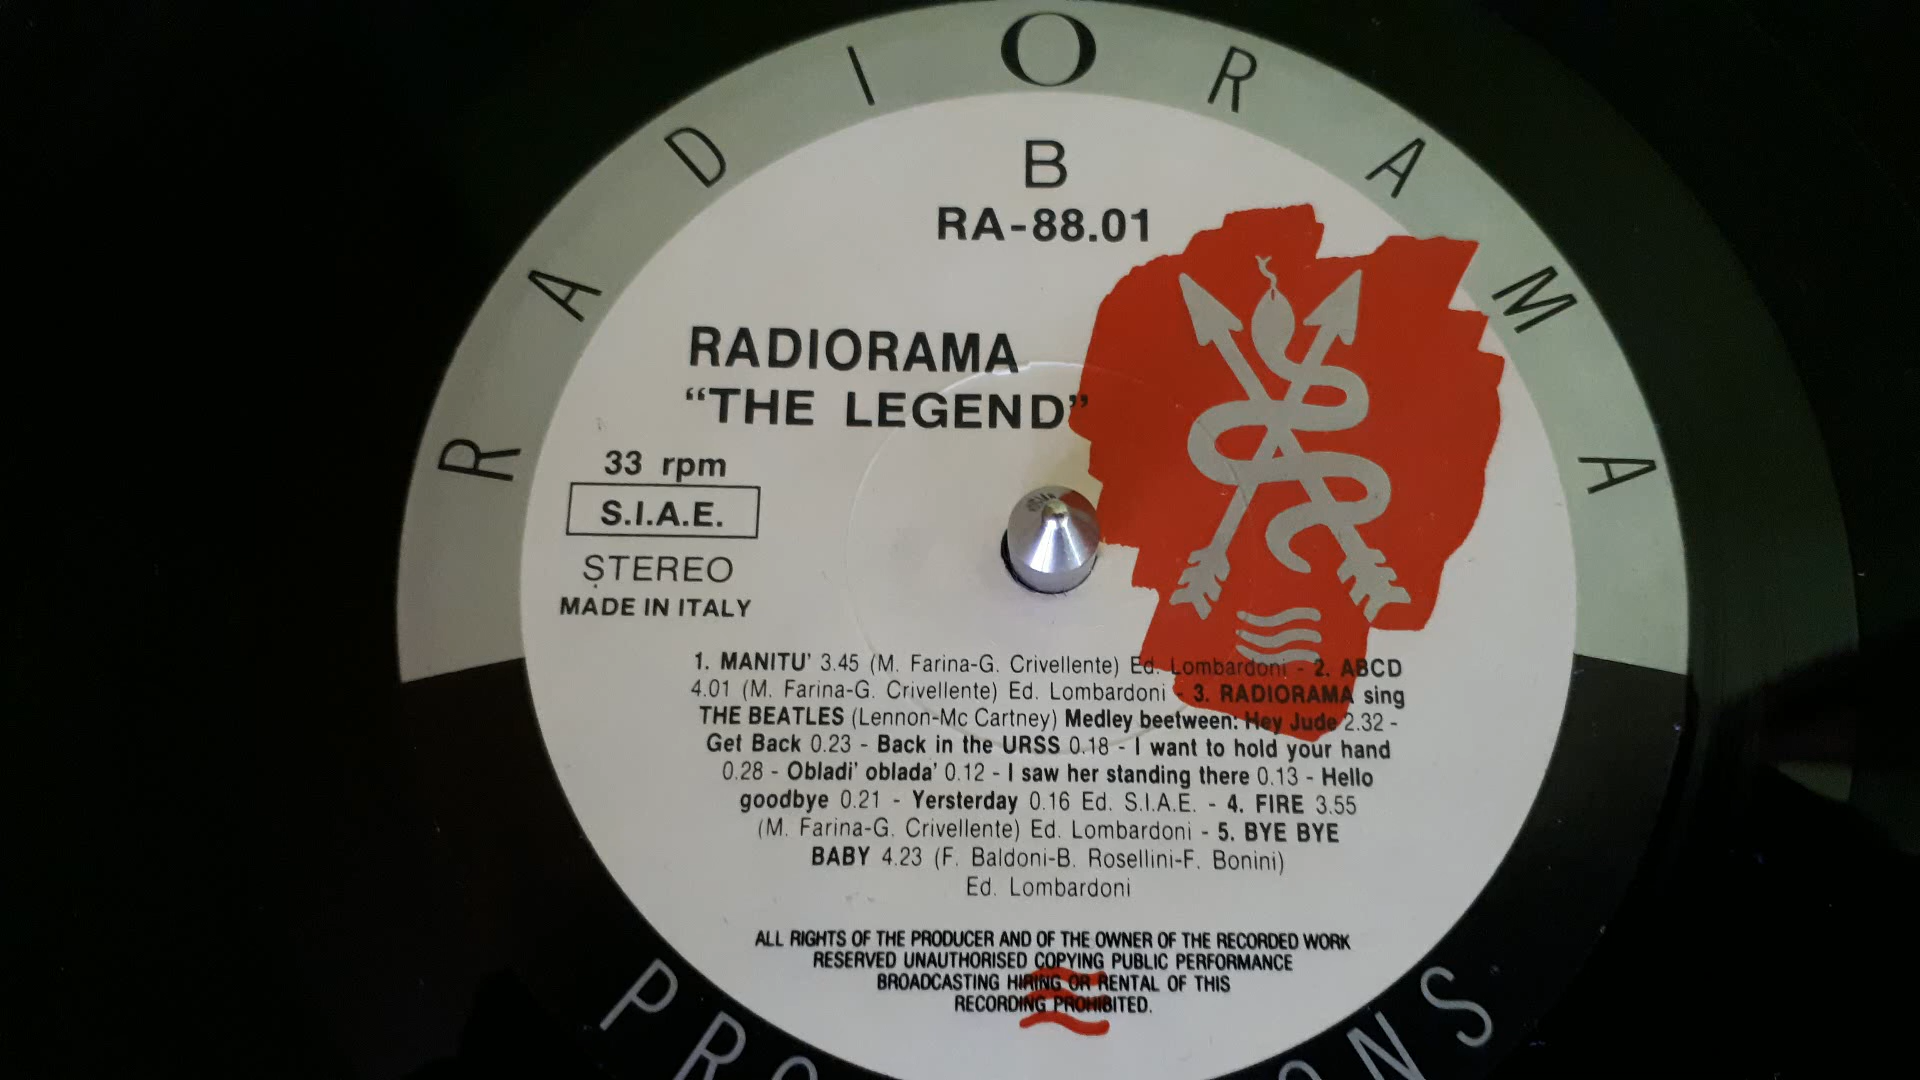 RADIORAMA
B
RA-88.01
RADIORAMA
“THE LEGEND”
33 rpm
S.I.A.E.
STEREO
MADE IN ITALY
1. MANITU' 3.45 (M. Farina-G. Crivellente) Ed. Lombardoni - 2. ABCD
4.01 (M. Farina-G. Crivellente) Ed. Lombardoni - 3. RADIORAMA sing
THE BEATLES (Lennon-Mc Cartney) Medley beetween: Hey Jude 2.32 -
Get Back 0.23 - Back in the URSS 0.18 - I want to hold your hand
0.28 - Obladi' oblada' 0.12 - I saw her standing there 0.13 - Hello
goodbye 0.21 - Yersterday 0.16 Ed. S.I.A.E. - 4. FIRE 3.55
(M. Farina-G. Crivellente) Ed. Lombardoni - 5. BYE BYE
BABY 4.23 (F. Baldoni-B. Rosellini-F. Bonini)
Ed. Lombardoni
ALL RIGHTS OF THE PRODUCER AND OF THE OWNER OF THE RECORDED WORK
RESERVED UNAUTHORISED COPYING PUBLIC PERFORMANCE
BROADCASTING HIRING OR RENTAL OF THIS
RECORDING PROHIBITED.